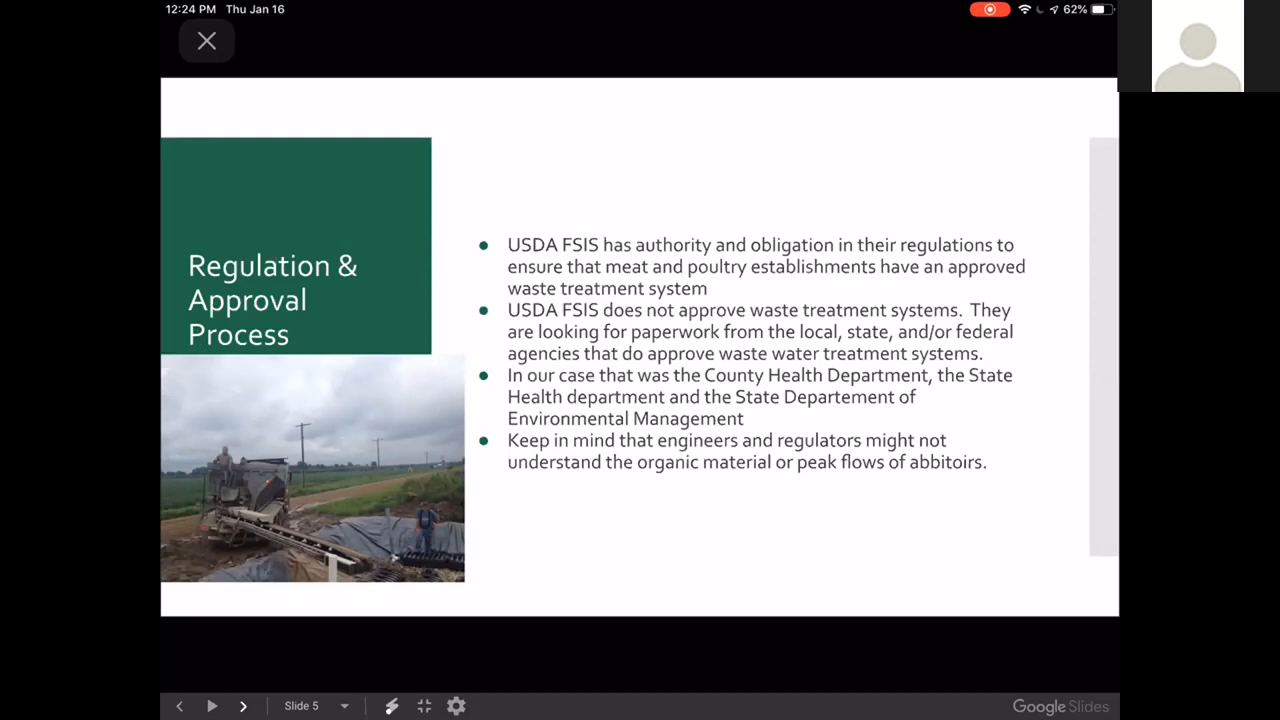 12:24 PM Thu Jan 16
62%
Regulation &
Approval
Process
USDA FSIS has authority and obligation in their regulations to
ensure that meat and poultry establishments have an approved
waste treatment system
USDA FSIS does not approve waste treatment systems. They
are looking for paperwork from the local, state, and/or federal
agencies that do approve waste water treatment systems.
In our case that was the County Health Department, the State
Health department and the State Departement of
Environmental Management
Keep in mind that engineers and regulators might not
understand the organic material or peak flows of abbitoirs.
Slide 5
Google Slides